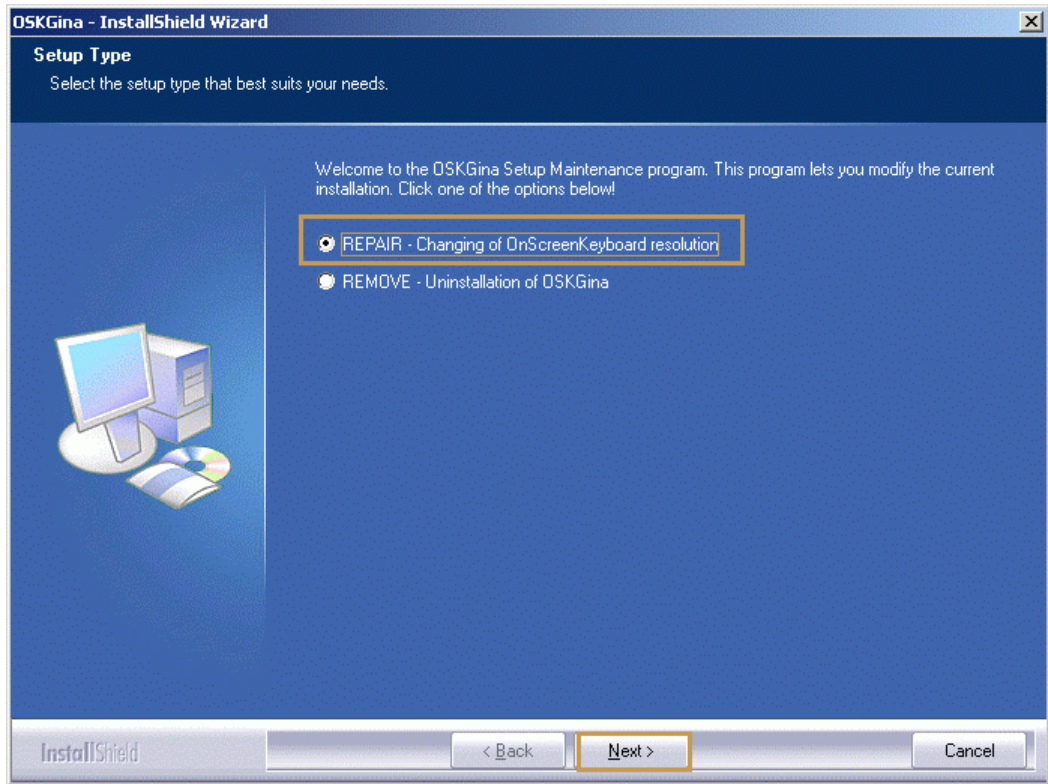 OSKGina - InstallShield Wizard
Setup Type
Select the setup type that best suits your needs.
Welcome to the OSKGina Setup Maintenance program. This program lets you modify the current
installation. Click one of the options below!
REPAIR - Changing of OnScreenKeyboard resolution
REMOVE - Uninstallation of OSKGina
InstallShield
< Back
Next >
Cancel